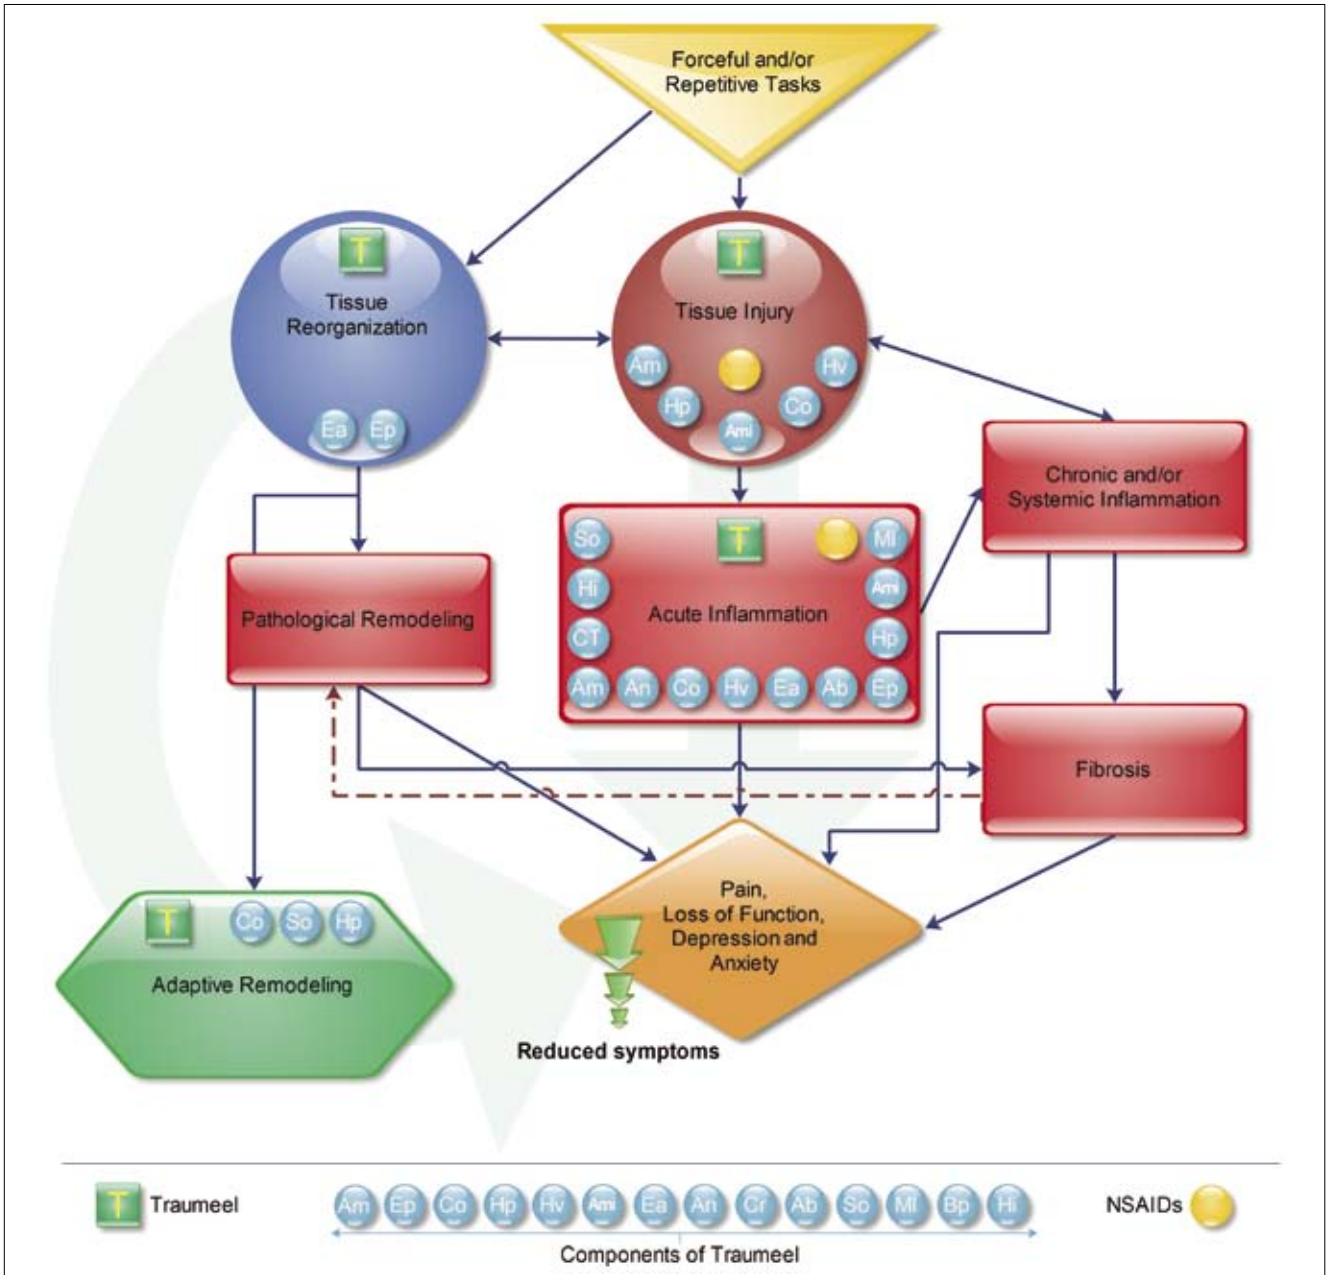 Forceful and/or
Repetitive Tasks
T
Tissue
Reorganization
Ea Ep
T
Tissue Injury
Am Hv
Hp Co
Ami
Chronic and/or
Systemic Inflammation
Pathological Remodeling
So T Ml
Hi Ami
Acute Inflammation
CT Hp
Am An Co Hv Ea Ab Ep
Fibrosis
T Co So Hp
Adaptive Remodeling
Pain,
Loss of Function,
Depression and
Anxiety
Reduced symptoms
T Traumeel
Am Ep Co Hp Hv Ami Ea An Cr Ab So Ml Bp Hi
Components of Traumeel
NSAIDs